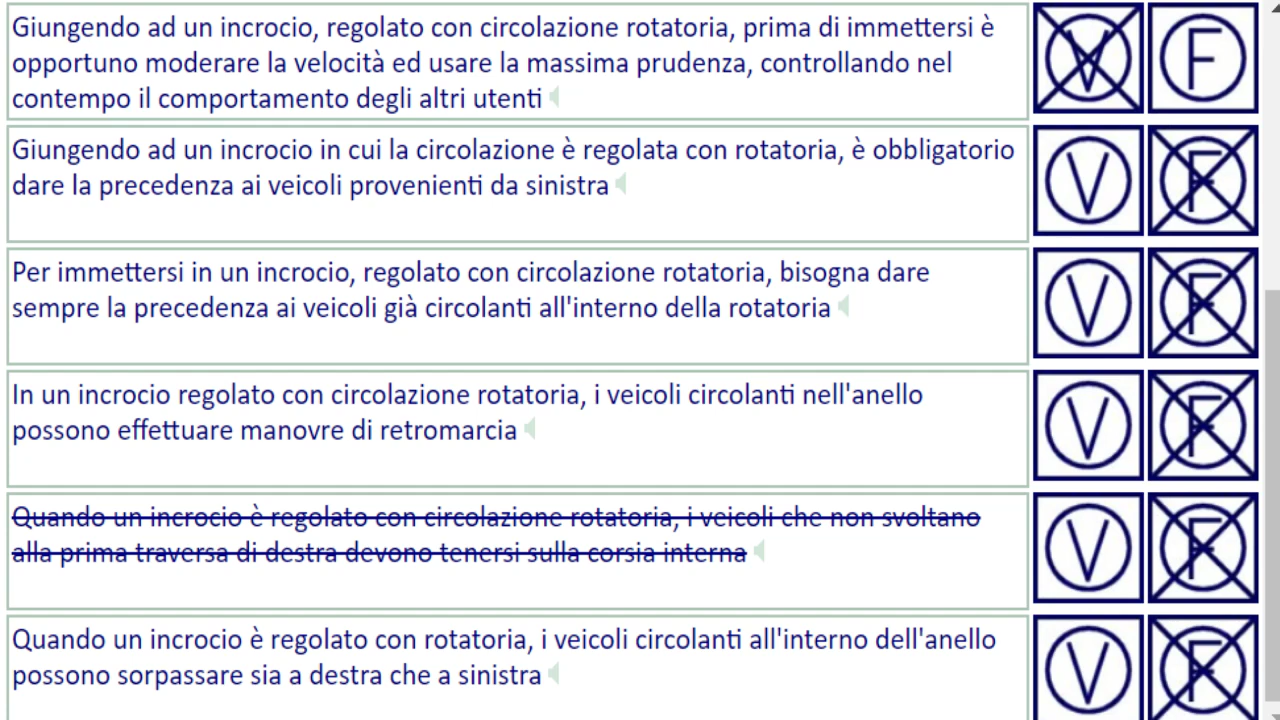 Giungendo ad un incrocio, regolato con circolazione rotatoria, prima di immettersi è
opportuno moderare la velocità ed usare la massima prudenza, controllando nel
contempo il comportamento degli altri utenti
V F
Giungendo ad un incrocio in cui la circolazione è regolata con rotatoria, è obbligatorio
dare la precedenza ai veicoli provenienti da sinistra
V F
Per immettersi in un incrocio, regolato con circolazione rotatoria, bisogna dare
sempre la precedenza ai veicoli già circolanti all'interno della rotatoria
V F
In un incrocio regolato con circolazione rotatoria, i veicoli circolanti nell'anello
possono effettuare manovre di retromarcia
V F
Quando un incrocio è regolato con circolazione rotatoria, i veicoli che non svoltano
alla prima traversa di destra devono tenersi sulla corsia interna
V F
Quando un incrocio è regolato con rotatoria, i veicoli circolanti all'interno dell'anello
possono sorpassare sia a destra che a sinistra
V F